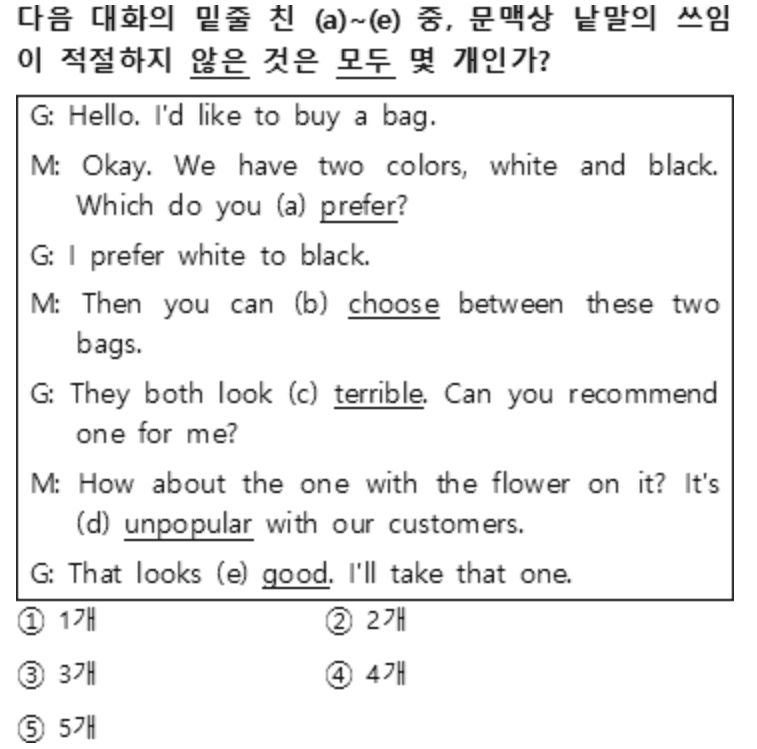 다음 대화의 밑줄 친 (a)~(e) 중, 문맥상 낱말의 쓰임
이 적절하지 않은 것은 모두 몇 개인가?
G: Hello. I'd like to buy a bag.
M: Okay. We have two colors, white and black.
Which do you (a) prefer?
G: I prefer white to black.
M: Then you can (b) choose between these two
bags.
G: They both look (c) terrible. Can you recommend
one for me?
M: How about the one with the flower on it? It's
(d) unpopular with our customers.
G: That looks (e) good. I'll take that one.
① 1개 ② 2개
③ 3개 ④ 4개
⑤ 5개